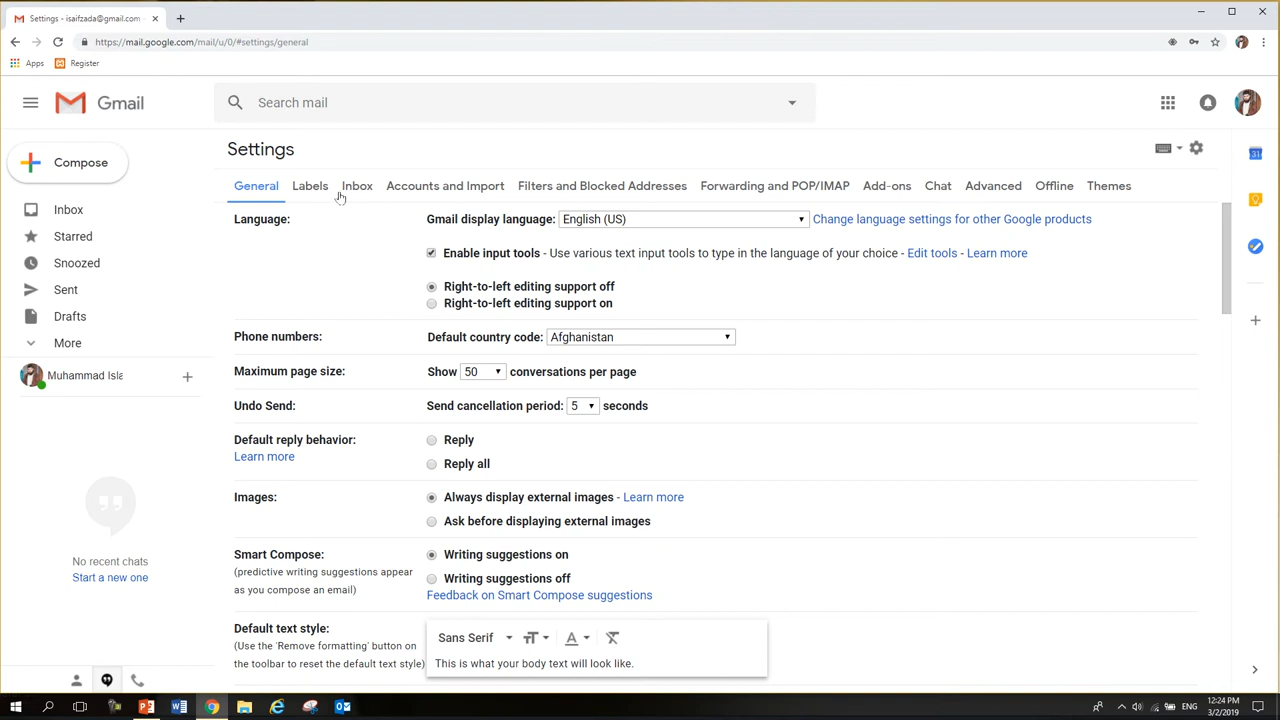 Settings - isaifzada@gmail.com -
https://mail.google.com/mail/u/0/#settings/general
Apps
Register
Gmail
Search mail
Compose
Settings
General
Labels
Inbox
Accounts and Import
Filters and Blocked Addresses
Forwarding and POP/IMAP
Add-ons
Chat
Advanced
Offline
Themes
Inbox
Starred
Snoozed
Sent
Drafts
More
Muhammad Isla
No recent chats
Start a new one
Language:
Gmail display language: English (US) Change language settings for other Google products
Enable input tools - Use various text input tools to type in the language of your choice - Edit tools - Learn more
Right-to-left editing support off
Right-to-left editing support on
Phone numbers:
Default country code: Afghanistan
Maximum page size:
Show 50 conversations per page
Undo Send:
Send cancellation period: 5 seconds
Default reply behavior:
Learn more
Reply
Reply all
Images:
Always display external images - Learn more
Ask before displaying external images
Smart Compose:
(predictive writing suggestions appear
as you compose an email)
Writing suggestions on
Writing suggestions off
Feedback on Smart Compose suggestions
Default text style:
(Use the 'Remove formatting' button on
the toolbar to reset the default text style)
Sans Serif
This is what your body text will look like.
31
12:24 PM
3/2/2019